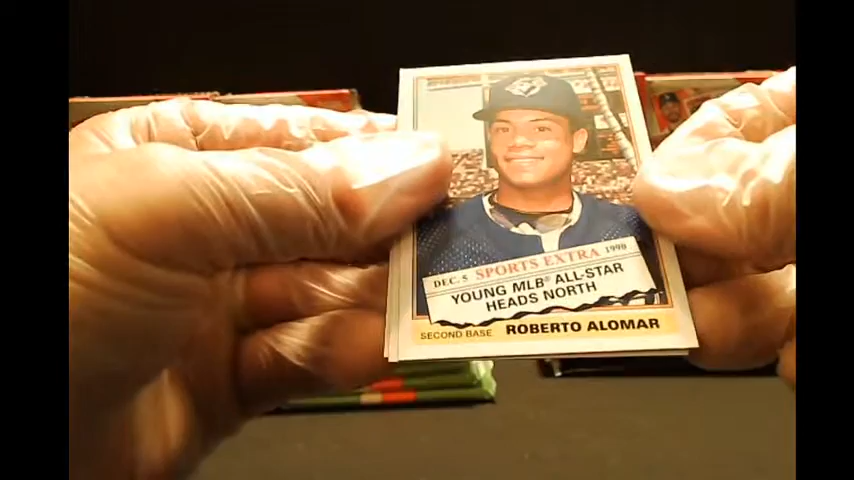 DEC. 5 SPORTS EXTRA 1990
YOUNG MLB® ALL-STAR
HEADS NORTH
SECOND BASE ROBERTO ALOMAR